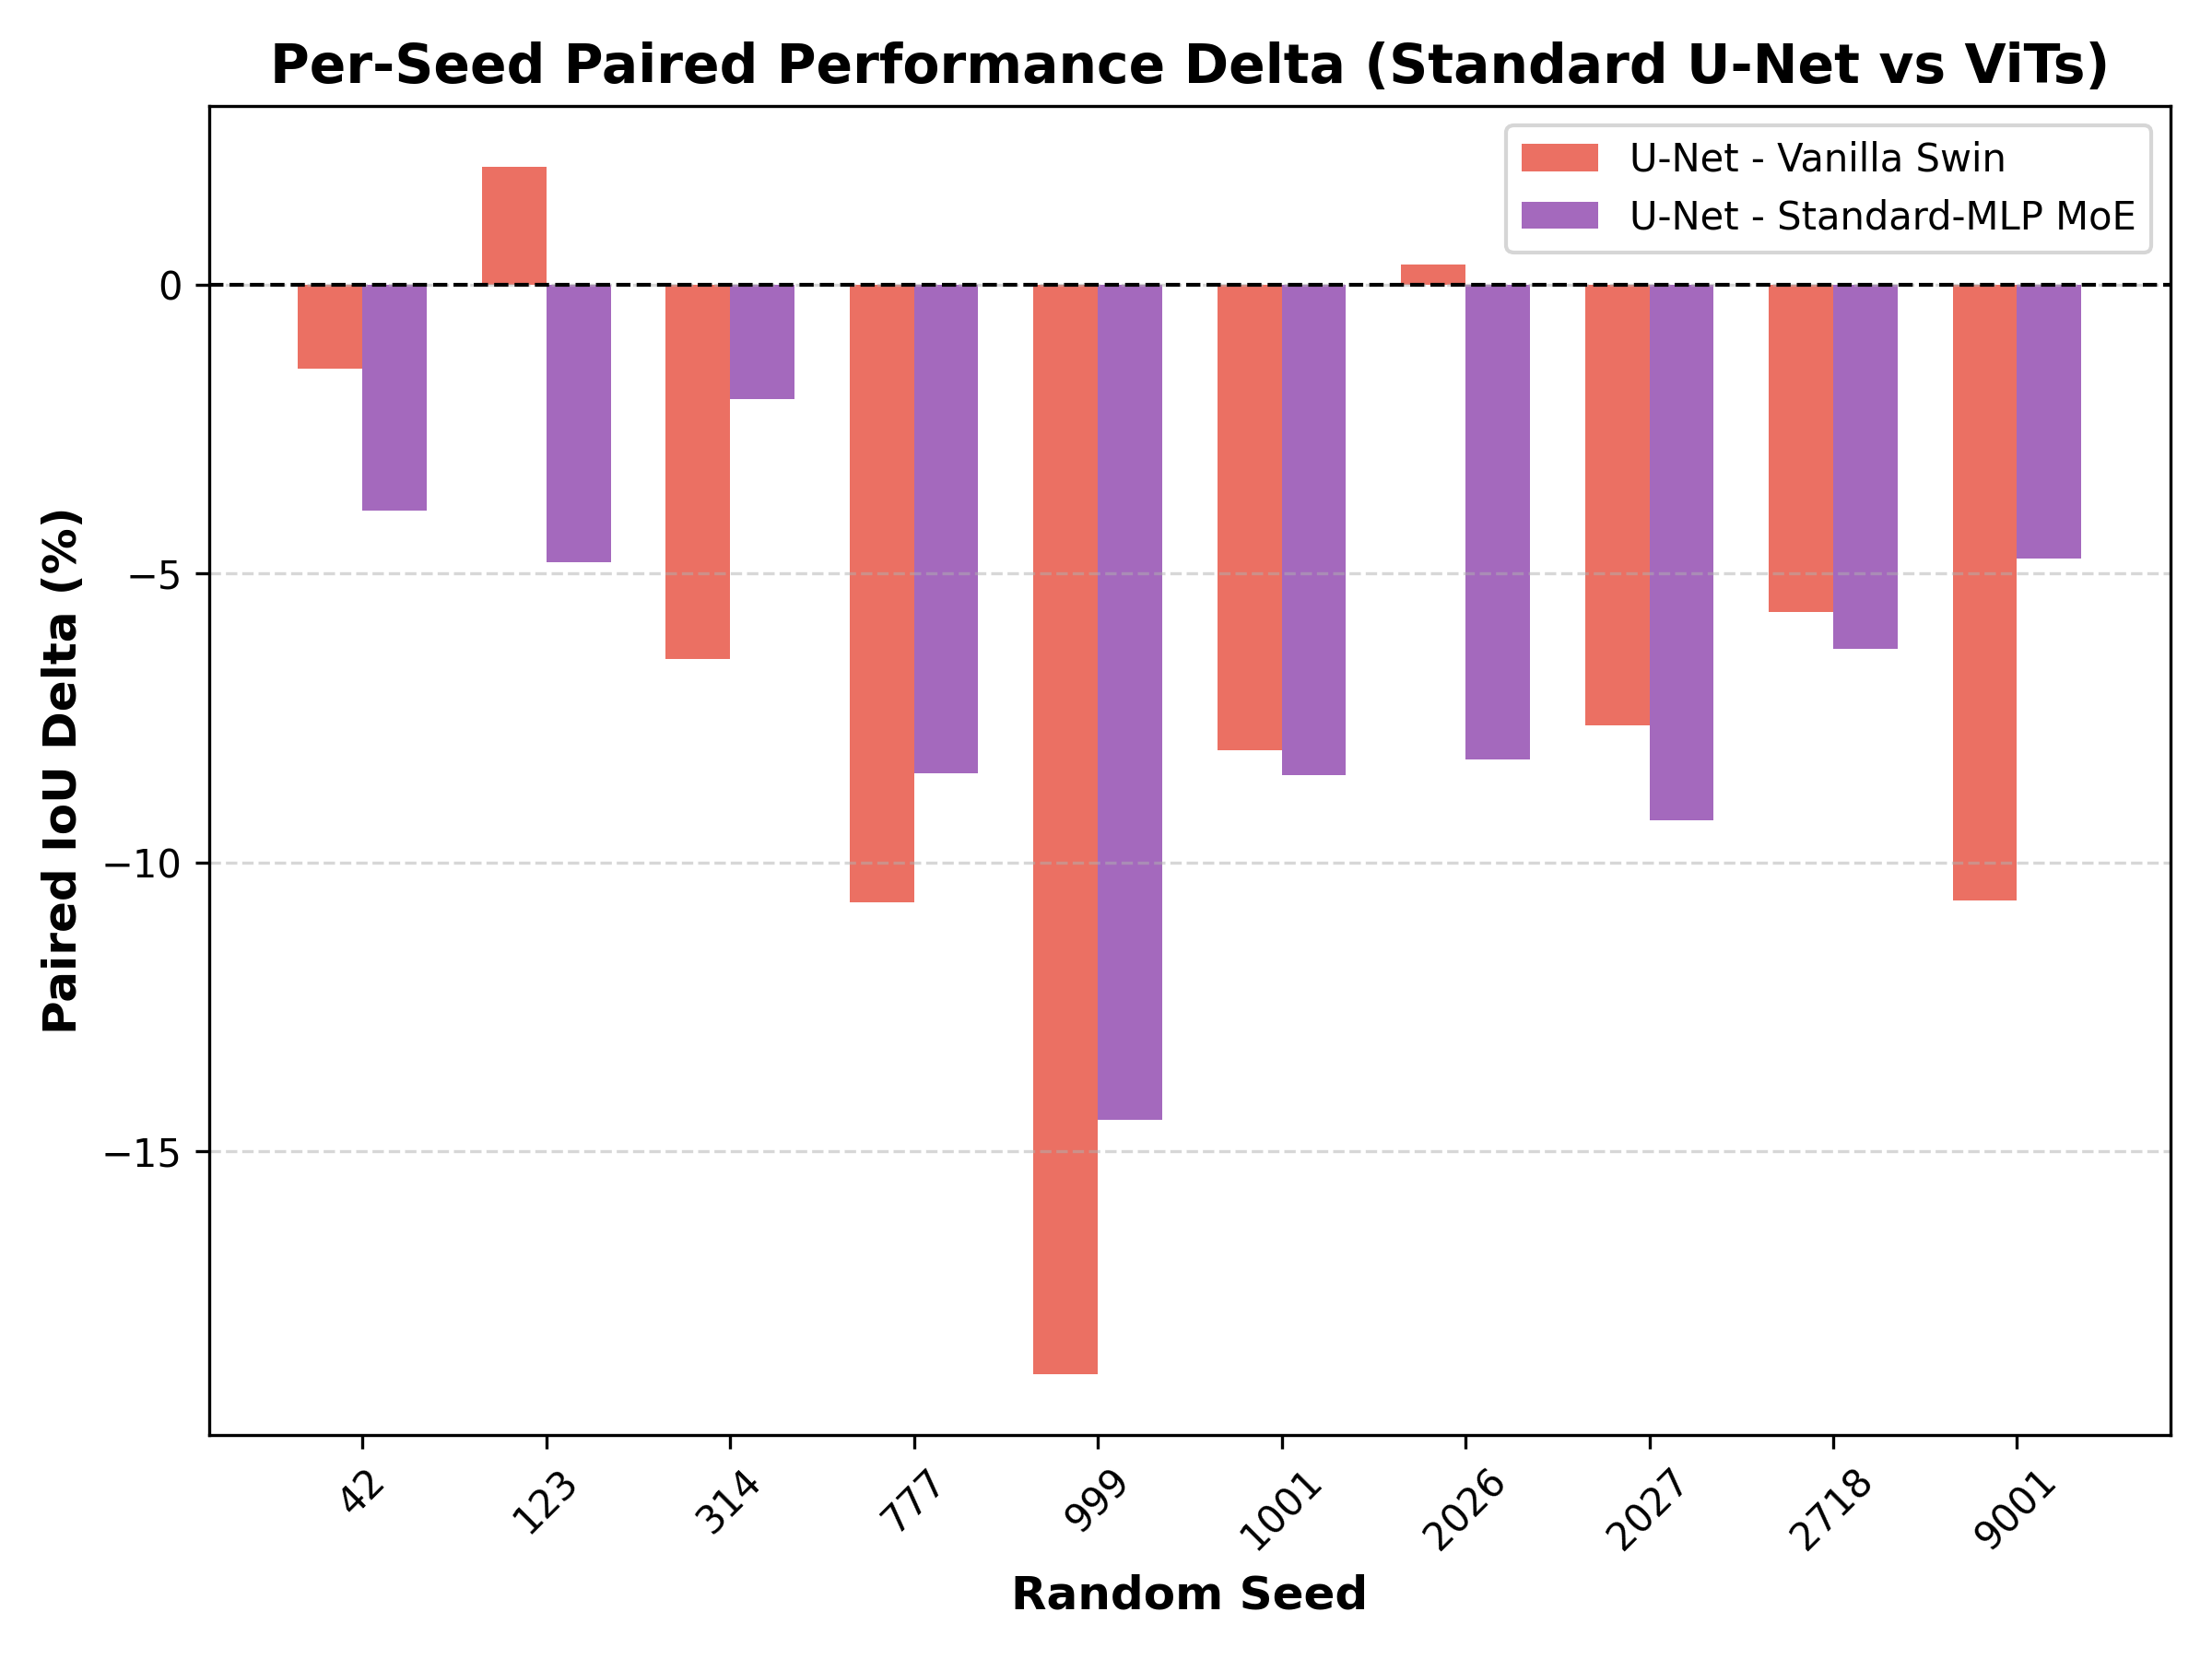 Per-Seed Paired Performance Delta (Standard U-Net vs ViTs)
U-Net - Vanilla Swin
U-Net - Standard-MLP MoE
Paired IoU Delta (%)
0
−5
−10
−15
42
123
314
777
999
1001
2026
2027
2718
9001
Random Seed